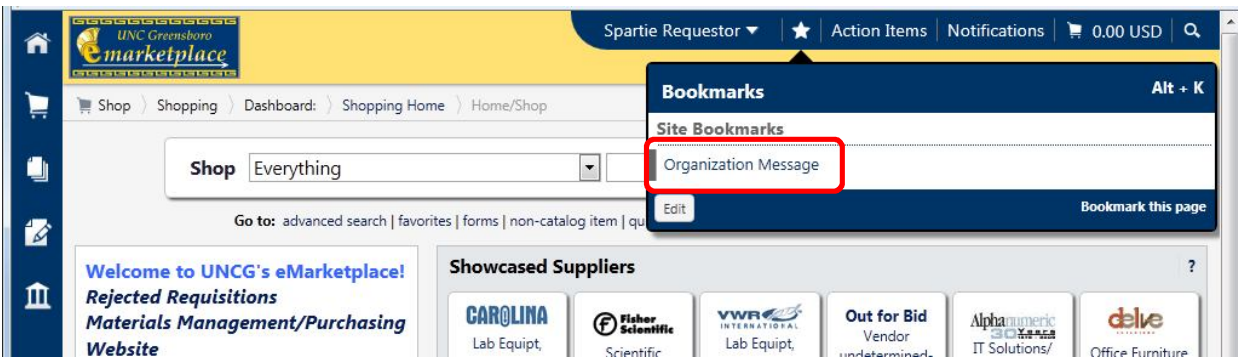 UNC Greensboro
emarketplace
Spartie Requestor ▼ | ★ | Action Items | Notifications | 0.00 USD
Shop 〉 Shopping 〉 Dashboard: 〉 Shopping Home 〉 Home/Shop
Bookmarks Alt + K
Site Bookmarks
Organization Message
Edit Bookmark this page
Shop Everything
Go to: advanced search | favorites | forms | non-catalog item | qu
Welcome to UNCG's eMarketplace!
Rejected Requisitions
Materials Management/Purchasing
Website
Showcased Suppliers ?
CAROLINA
Lab Equipt,
Fisher
Scientific
Scientific
VWR
INTERNATIONAL
Lab Equipt,
Out for Bid
Vendor
undetermined-
Alphanumeric
30 Years
IT Solutions/
delve
Office Furniture